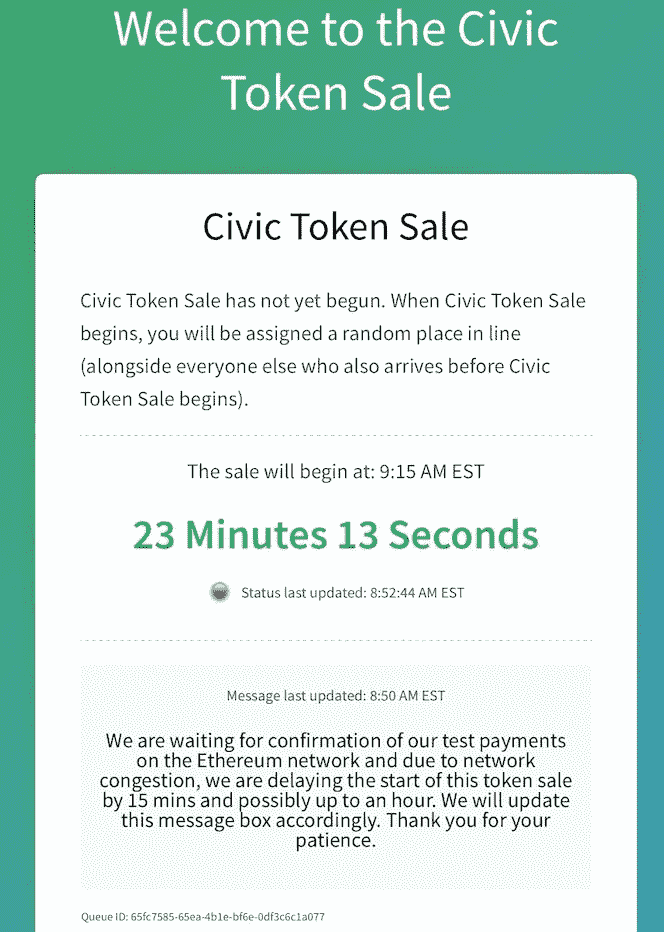 Welcome to the Civic
Token Sale
Civic Token Sale
Civic Token Sale has not yet begun. When Civic Token Sale
begins, you will be assigned a random place in line
(alongside everyone else who also arrives before Civic
Token Sale begins).
The sale will begin at: 9:15 AM EST
23 Minutes 13 Seconds
Status last updated: 8:52:44 AM EST
Message last updated: 8:50 AM EST
We are waiting for confirmation of our test payments
on the Ethereum network and due to network
congestion, we are delaying the start of this token sale
by 15 mins and possibly up to an hour. We will update
this message box accordingly. Thank you for your
patience.
Queue ID: 65fc7585-65ea-4b1e-bf6e-0df3c6c1a077